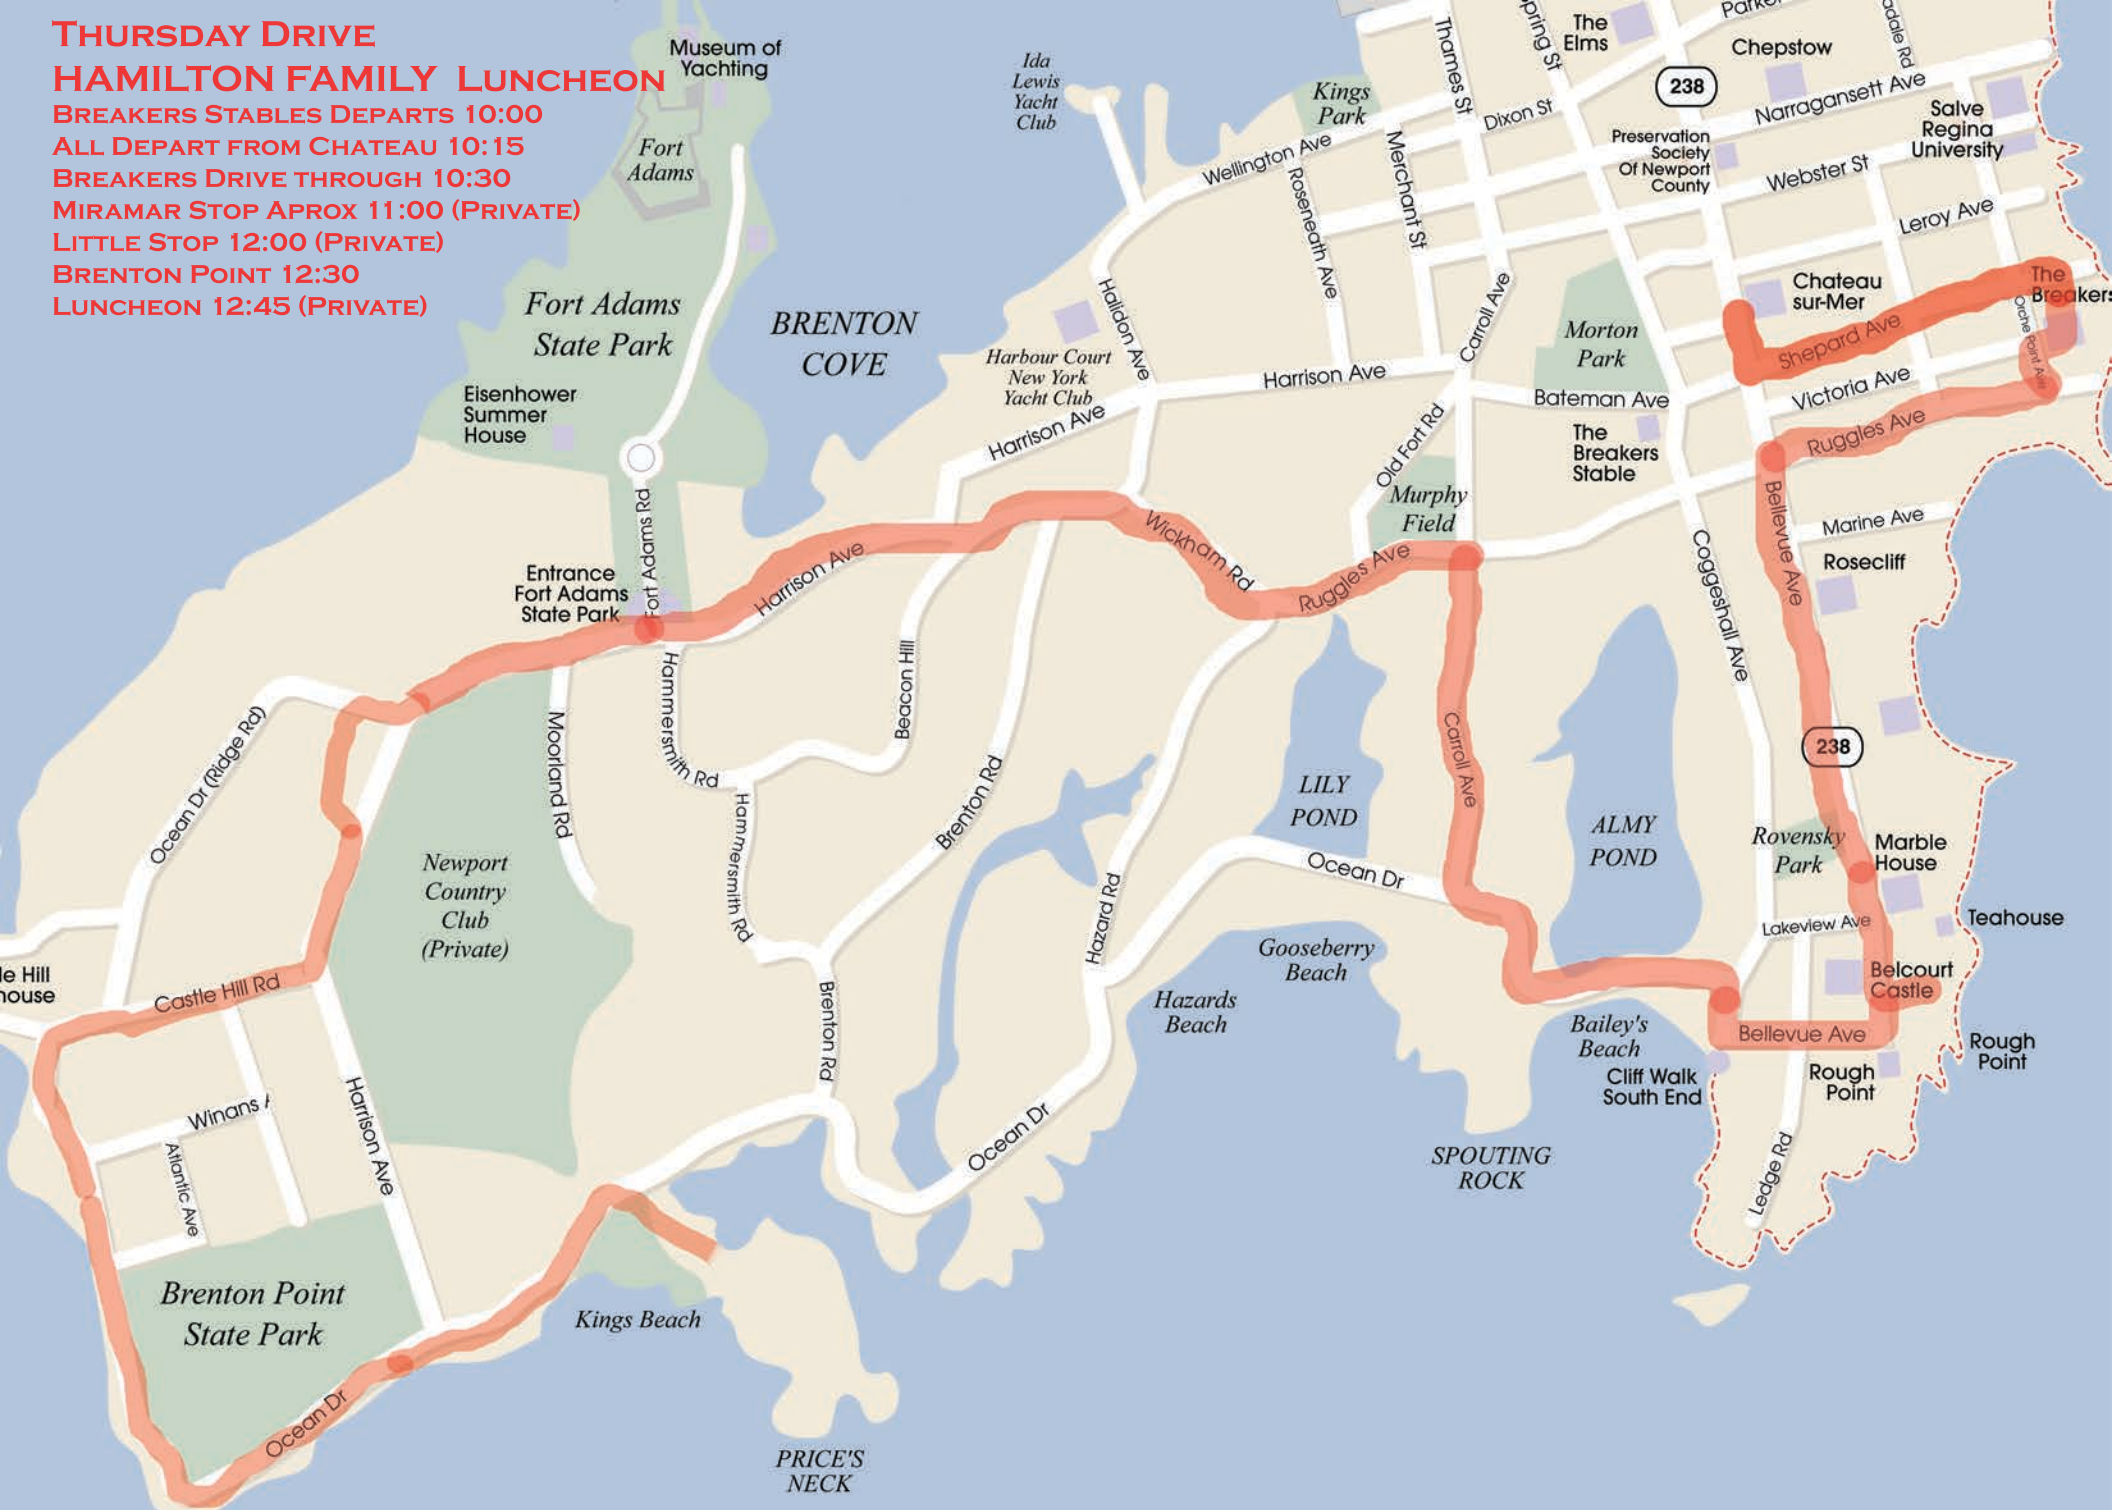 THURSDAY DRIVE
HAMILTON FAMILY LUNCHEON
BREAKERS STABLES DEPARTS 10:00
ALL DEPART FROM CHATEAU 10:15
BREAKERS DRIVE THROUGH 10:30
MIRAMAR STOP APROX 11:00 (PRIVATE)
LITTLE STOP 12:00 (PRIVATE)
BRENTON POINT 12:30
LUNCHEON 12:45 (PRIVATE)
Museum of
Yachting
Fort
Adams
Fort Adams
State Park
Eisenhower
Summer
House
BRENTON
COVE
Ida
Lewis
Yacht
Club
Kings
Park
Wellington Ave
Thames St
pring St
The
Elms
Dixon St
238
Chepstow
Narragansett Ave
Salve
Regina
University
Preservation
Society
Of Newport
County
Webster St
Leroy Ave
Merchant St
Roseneath Ave
Halidon Ave
Carroll Ave
Harbour Court
New York
Yacht Club
Harrison Ave
Harrison Ave
Morton
Park
Bateman Ave
Chateau
sur-Mer
The
Breakers
Shepard Ave
Victoria Ave
Ruggles Ave
The
Breakers
Stable
Old Fort Rd
Murphy
Field
Fort Adams Rd
Entrance
Fort Adams
State Park
Harrison Ave
Wickham Rd
Ruggles Ave
Bellevue Ave
Marine Ave
Rosecliff
Coggeshall Ave
238
Hammersmith Rd
Beacon Hill
Moorland Rd
Ocean Dr (Ridge Rd)
Hammersmith Rd
Brenton Rd
Carroll Ave
LILY
POND
ALMY
POND
Rovensky
Park
Marble
House
Newport
Country
Club
(Private)
Ocean Dr
Hazard Rd
Lakeview Ave
Teahouse
Gooseberry
Beach
Hazards
Beach
Belcourt
Castle
le Hill
house
Castle Hill Rd
Brenton Rd
Bailey's
Beach
Bellevue Ave
Rough
Point
Cliff Walk
South End
Rough
Point
Winans A
Atlantic Ave
Harrison Ave
Ocean Dr
SPOUTING
ROCK
Ledge Rd
Brenton Point
State Park
Kings Beach
Ocean Dr
PRICE'S
NECK